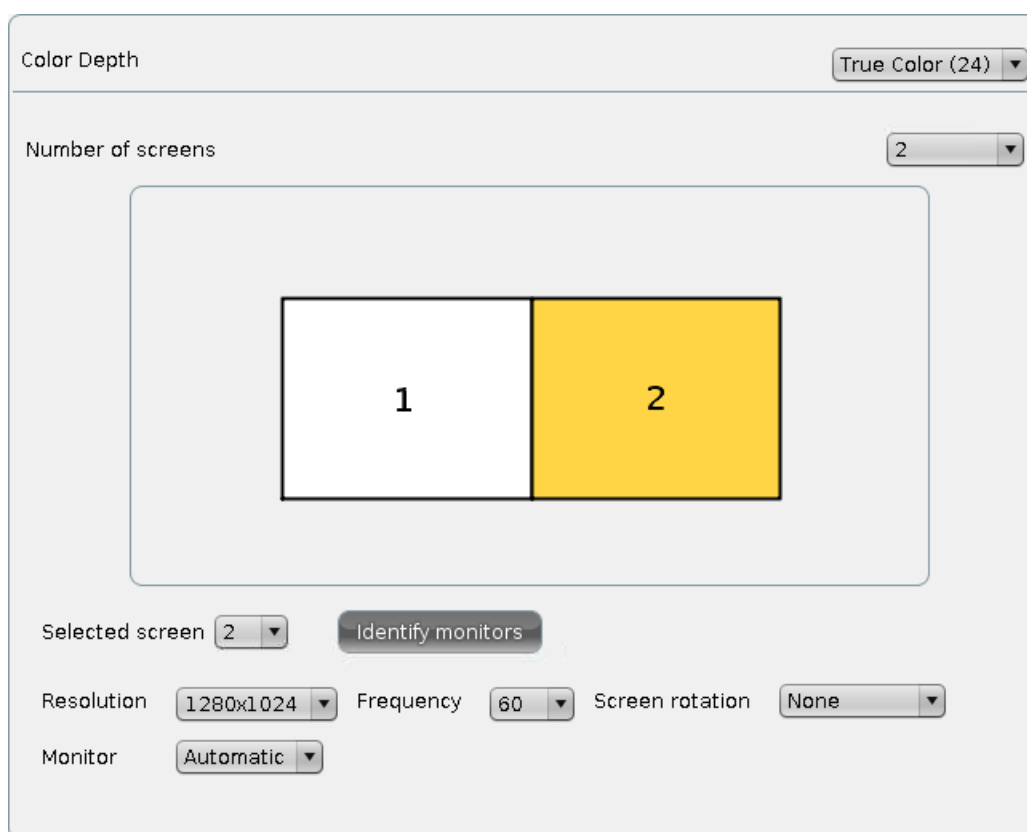 Color Depth True Color (24)
Number of screens 2
1 2
Selected screen 2 Identify monitors
Resolution 1280x1024 Frequency 60 Screen rotation None
Monitor Automatic